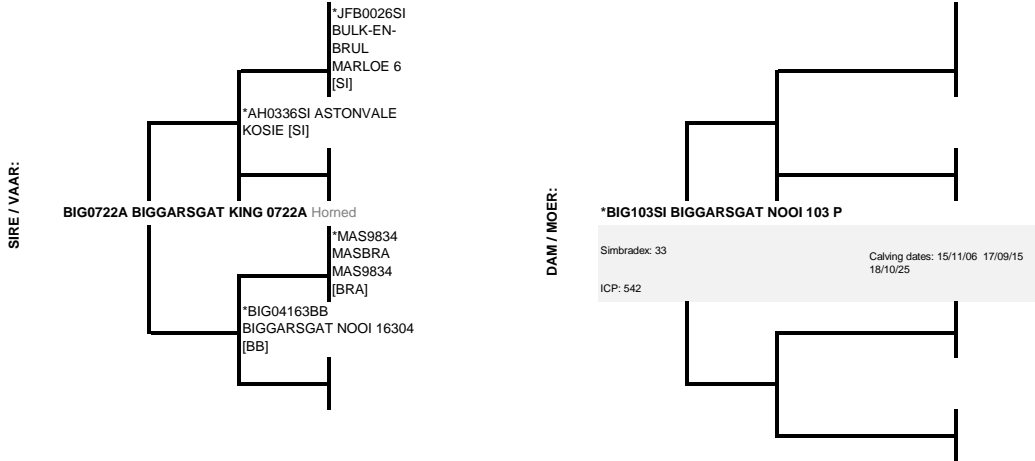 SIRE / VAAR:
*JFB0026SI
BULK-EN-
BRUL
MARLOE 6
[SI]
*AH0336SI ASTONVALE
KOSIE [SI]
BIG0722A BIGGARSGAT KING 0722A Horned
*MAS9834
MASBRA
MAS9834
[BRA]
*BIG04163BB
BIGGARSGAT NOOI 16304
[BB]
DAM / MOER:
*BIG103SI BIGGARSGAT NOOI 103 P
Simbradex: 33
Calving dates: 15/11/06 17/09/15
18/10/25
ICP: 542